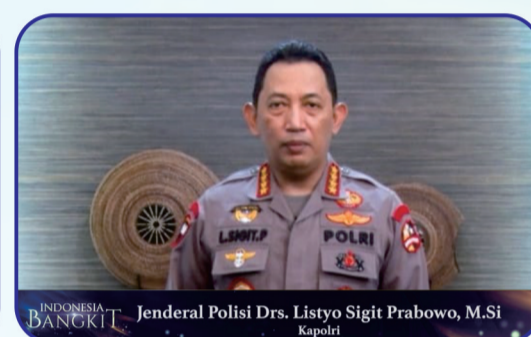 L.SIGIT.P
POLRI
INDONESIA
BANGKIT
Jenderal Polisi Drs. Listyo Sigit Prabowo, M.Si
Kapolri